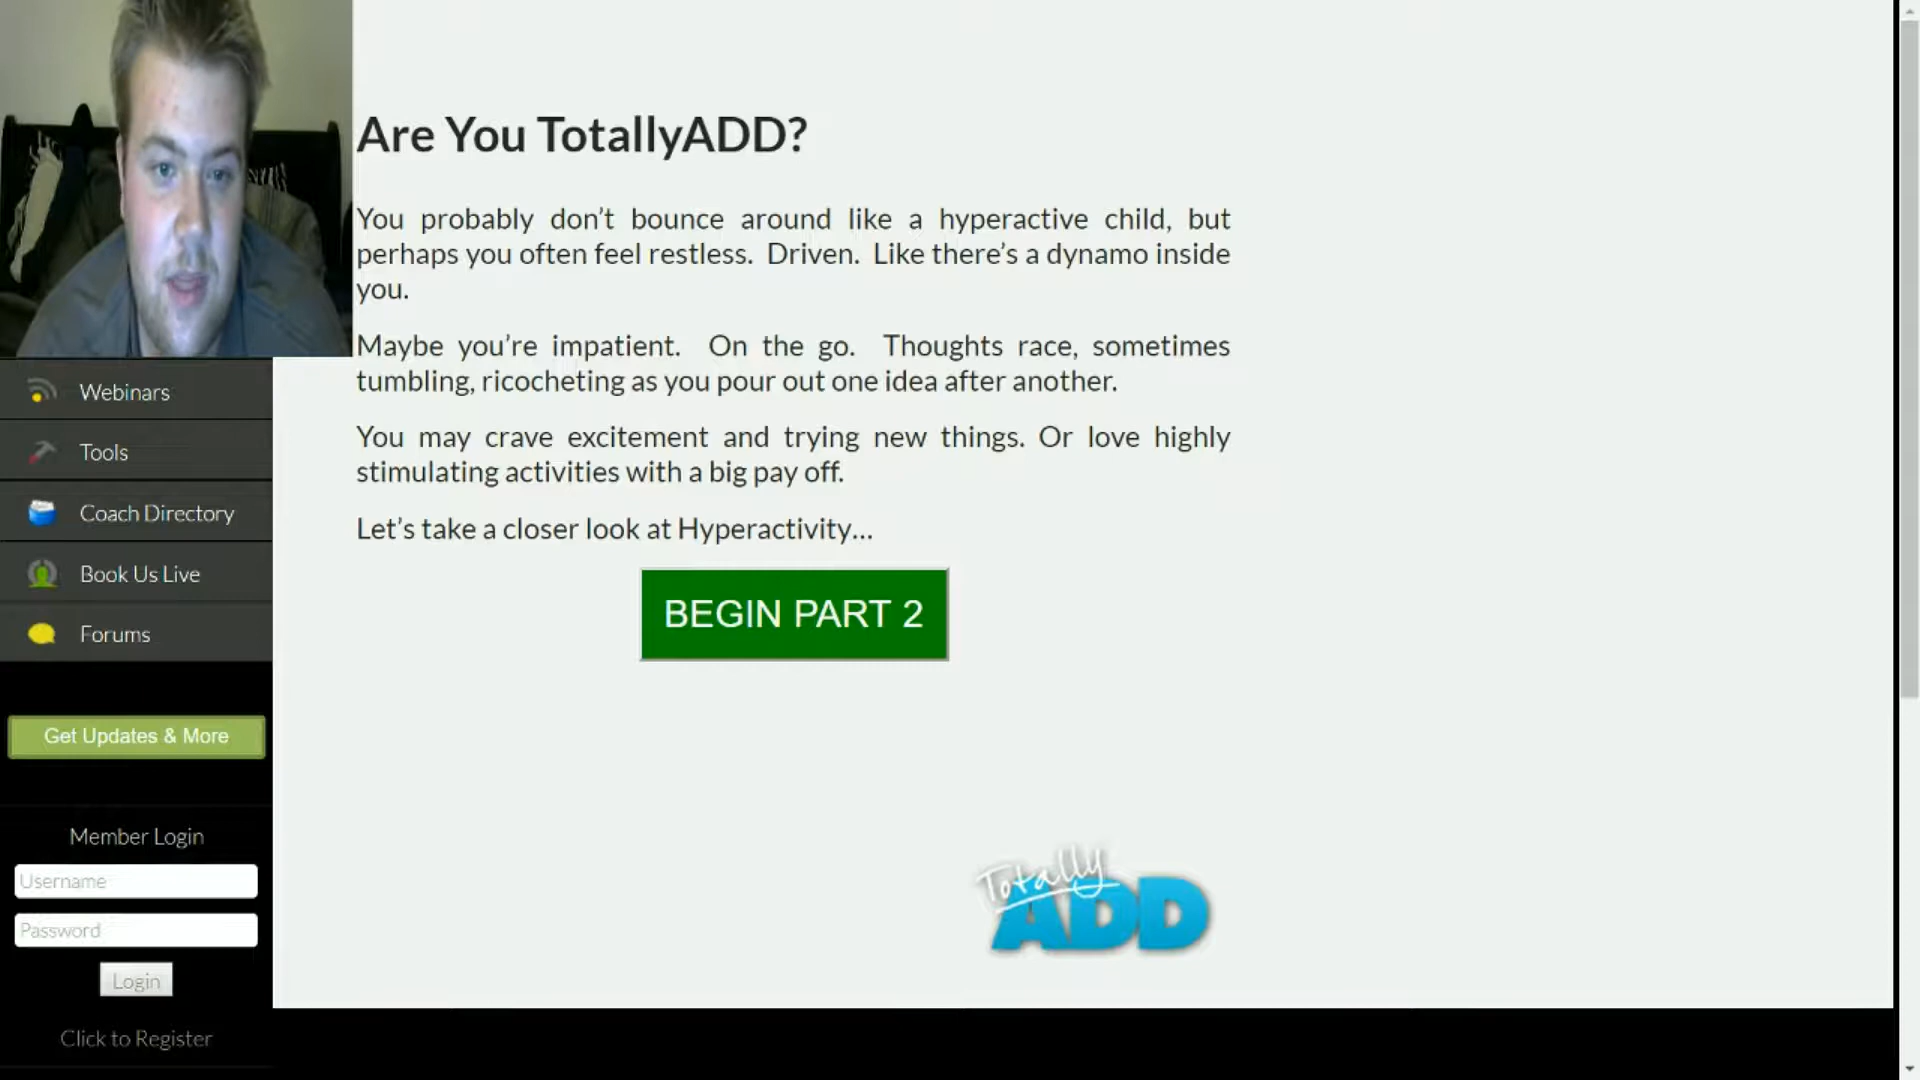 Are You TotallyADD?
You probably don’t bounce around like a hyperactive child, but
perhaps you often feel restless. Driven. Like there’s a dynamo inside
you.
Maybe you’re impatient. On the go. Thoughts race, sometimes
tumbling, ricocheting as you pour out one idea after another.
You may crave excitement and trying new things. Or love highly
stimulating activities with a big pay off.
Let’s take a closer look at Hyperactivity...
BEGIN PART 2
Webinars
Tools
Coach Directory
Book Us Live
Forums
Get Updates & More
Member Login
Username
Password
Login
Click to Register
Totally
ADD